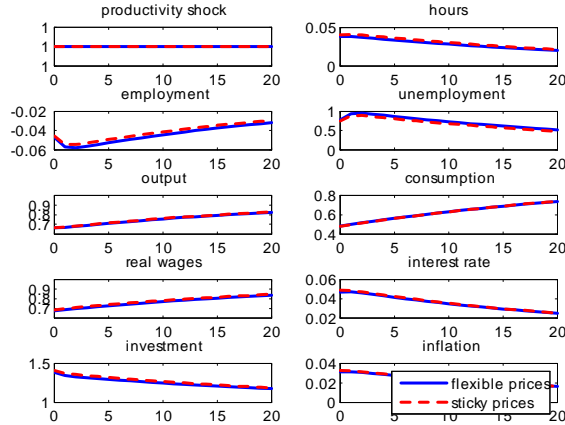 productivity shock
hours
1
1
1
0 5 10 15 20
0.05
0
0 5 10 15 20
employment
unemployment
-0.02
-0.04
-0.06
0 5 10 15 20
1
0.5
0
0 5 10 15 20
output
consumption
0.9
0.8
0.7
0 5 10 15 20
0.8
0.6
0.4
0 5 10 15 20
real wages
interest rate
0.9
0.8
0.7
0 5 10 15 20
0.06
0.04
0.02
0 5 10 15 20
investment
inflation
1.5
1
0 5 10 15 20
0.04
0.02
0
0 5 10 15 20
flexible prices
sticky prices